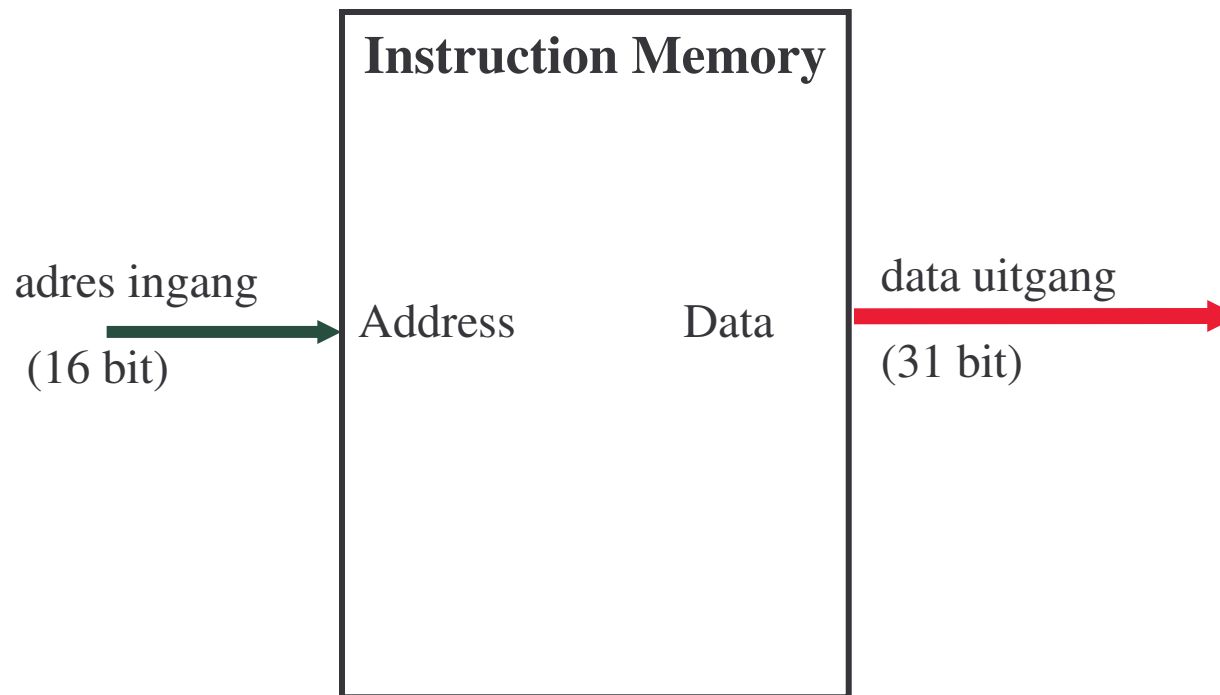 Instruction Memory
adres ingang
(16 bit)
Address
Data
data uitgang
(31 bit)